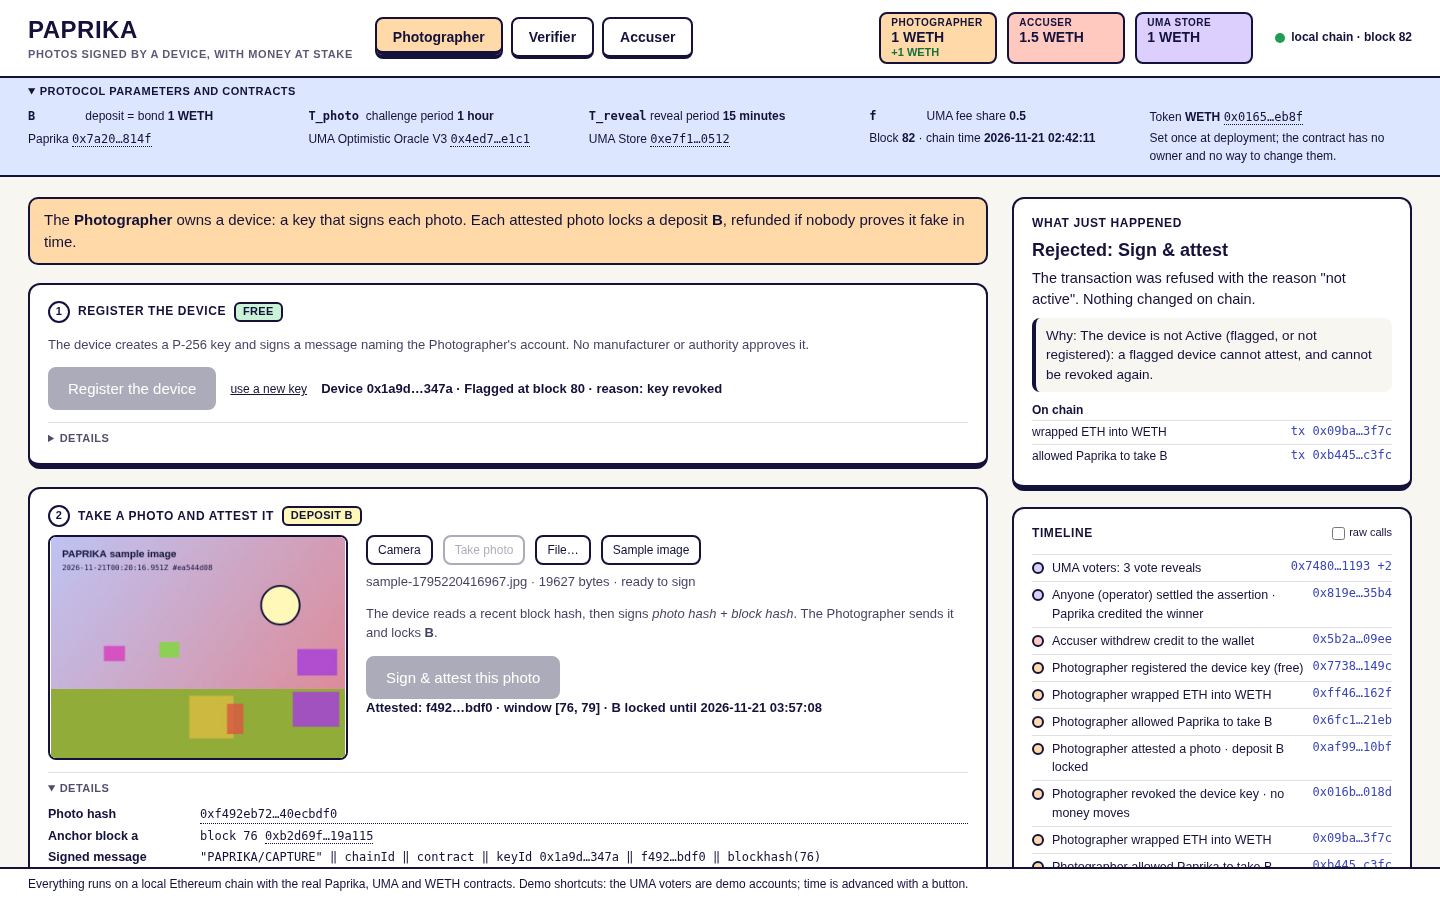 PAPRIKA
PHOTOS SIGNED BY A DEVICE, WITH MONEY AT STAKE
Photographer
Verifier
Accuser
PHOTOGRAPHER
1 WETH
+1 WETH
ACCUSER
1.5 WETH
UMA STORE
1 WETH
local chain · block 82
▼ PROTOCOL PARAMETERS AND CONTRACTS
B deposit = bond 1 WETH
T_photo challenge period 1 hour
T_reveal reveal period 15 minutes
f UMA fee share 0.5
Token WETH 0x0165…eb8f
Paprika 0x7a20…814f
UMA Optimistic Oracle V3 0x4ed7…e1c1
UMA Store 0xe7f1…0512
Block 82 · chain time 2026-11-21 02:42:11
Set once at deployment; the contract has no
owner and no way to change them.
The Photographer owns a device: a key that signs each photo. Each attested photo locks a deposit B, refunded if nobody proves it fake in
time.
1 REGISTER THE DEVICE FREE
The device creates a P-256 key and signs a message naming the Photographer's account. No manufacturer or authority approves it.
Register the device
use a new key
Device 0x1a9d…347a · Flagged at block 80 · reason: key revoked
▶ DETAILS
2 TAKE A PHOTO AND ATTEST IT DEPOSIT B
PAPRIKA sample image
2026-11-21T00:20:16.951Z #ea544d08
Camera
Take photo
File…
Sample image
sample-1795220416967.jpg · 19627 bytes · ready to sign
The device reads a recent block hash, then signs photo hash + block hash. The Photographer sends it
and locks B.
Sign & attest this photo
Attested: f492…bdf0 · window [76, 79] · B locked until 2026-11-21 03:57:08
▼ DETAILS
Photo hash 0xf492eb72…40ecbdf0
Anchor block a block 76 0xb2d69f…19a115
Signed message "PAPRIKA/CAPTURE" ‖ chainId ‖ contract ‖ keyId 0x1a9d…347a ‖ f492…bdf0 ‖ blockhash(76)
WHAT JUST HAPPENED
Rejected: Sign & attest
The transaction was refused with the reason "not
active". Nothing changed on chain.
Why: The device is not Active (flagged, or not
registered): a flagged device cannot attest, and cannot
be revoked again.
On chain
wrapped ETH into WETH tx 0x09ba…3f7c
allowed Paprika to take B tx 0xb445…c3fc
TIMELINE
raw calls
UMA voters: 3 vote reveals 0x7480…1193 +2
Anyone (operator) settled the assertion · 0x819e…35b4
Paprika credited the winner
Accuser withdrew credit to the wallet 0x5b2a…09ee
Photographer registered the device key (free) 0x7738…149c
Photographer wrapped ETH into WETH 0xff46…162f
Photographer allowed Paprika to take B 0x6fc1…21eb
Photographer attested a photo · deposit B 0xaf99…10bf
locked
Photographer revoked the device key · no 0x016b…018d
money moves
Photographer wrapped ETH into WETH 0x09ba…3f7c
Photographer allowed Paprika to take B 0xb445…c3fc
Everything runs on a local Ethereum chain with the real Paprika, UMA and WETH contracts. Demo shortcuts: the UMA voters are demo accounts; time is advanced with a button.